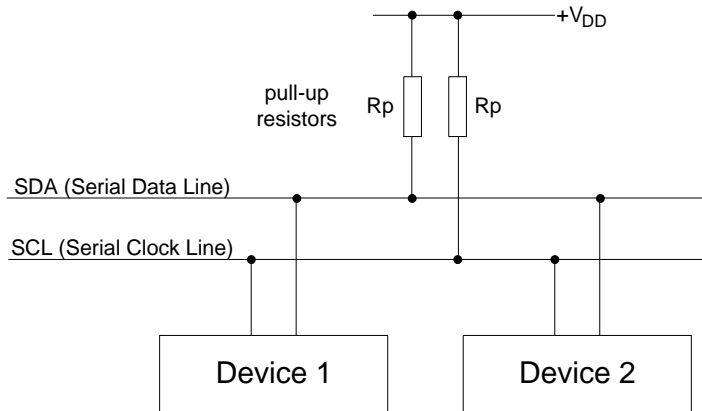 +VDD
pull-up
resistors
Rp
Rp
SDA (Serial Data Line)
SCL (Serial Clock Line)
Device 1
Device 2